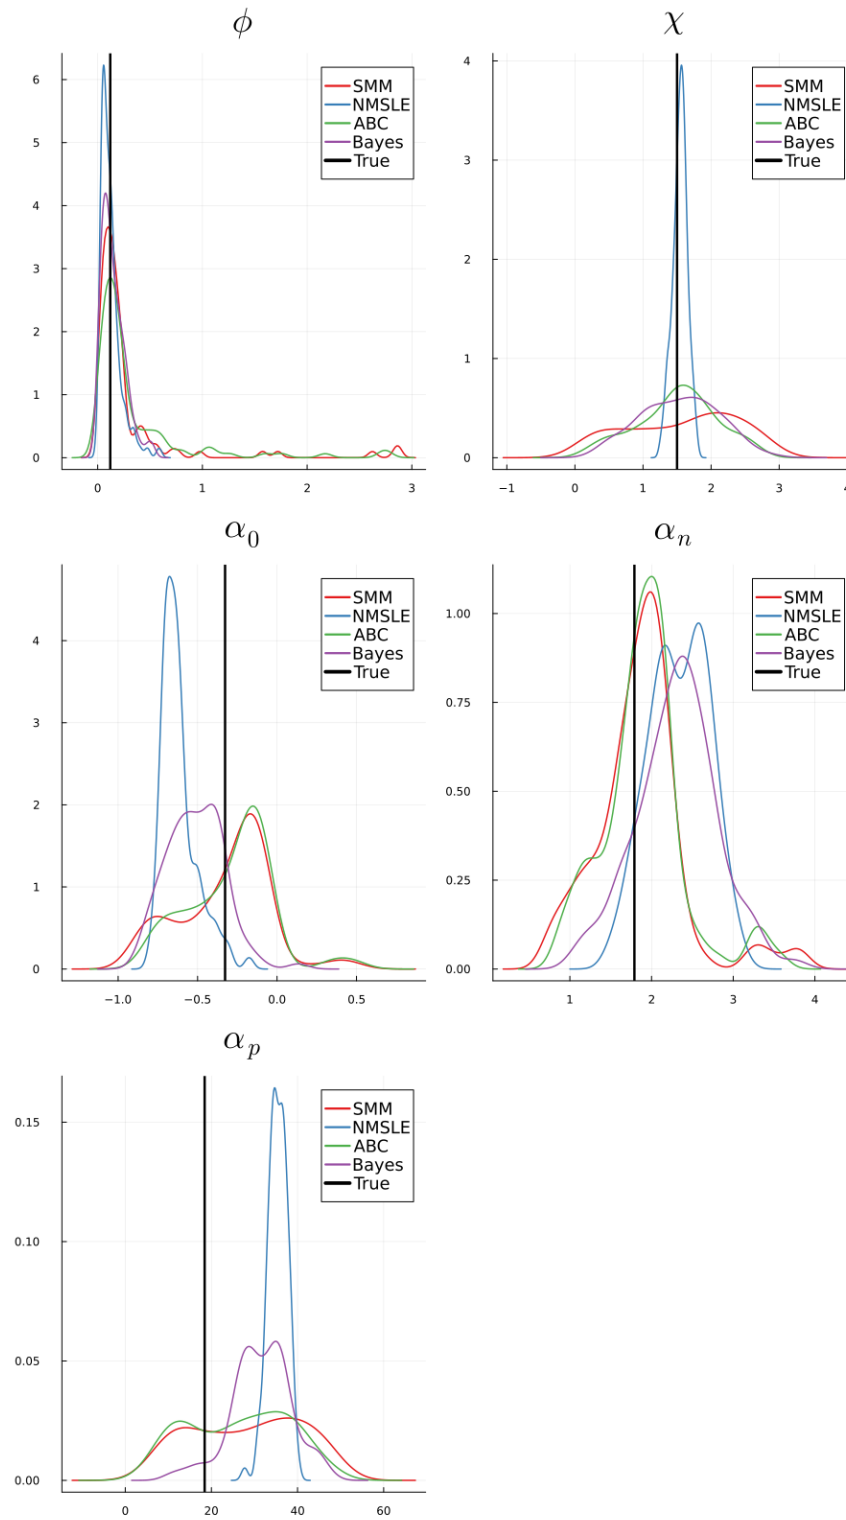 ϕ
6
5
4
3
2
1
0
0
1
2
3
SMM
NMSLE
ABC
Bayes
True
χ
4
3
2
1
0
−1
0
1
2
3
4
SMM
NMSLE
ABC
Bayes
True
α₀
4
3
2
1
0
−1.0
−0.5
0.0
0.5
SMM
NMSLE
ABC
Bayes
True
αₙ
1.00
0.75
0.50
0.25
0.00
1
2
3
4
SMM
NMSLE
ABC
Bayes
True
αₚ
0.15
0.10
0.05
0.00
0
20
40
60
SMM
NMSLE
ABC
Bayes
True